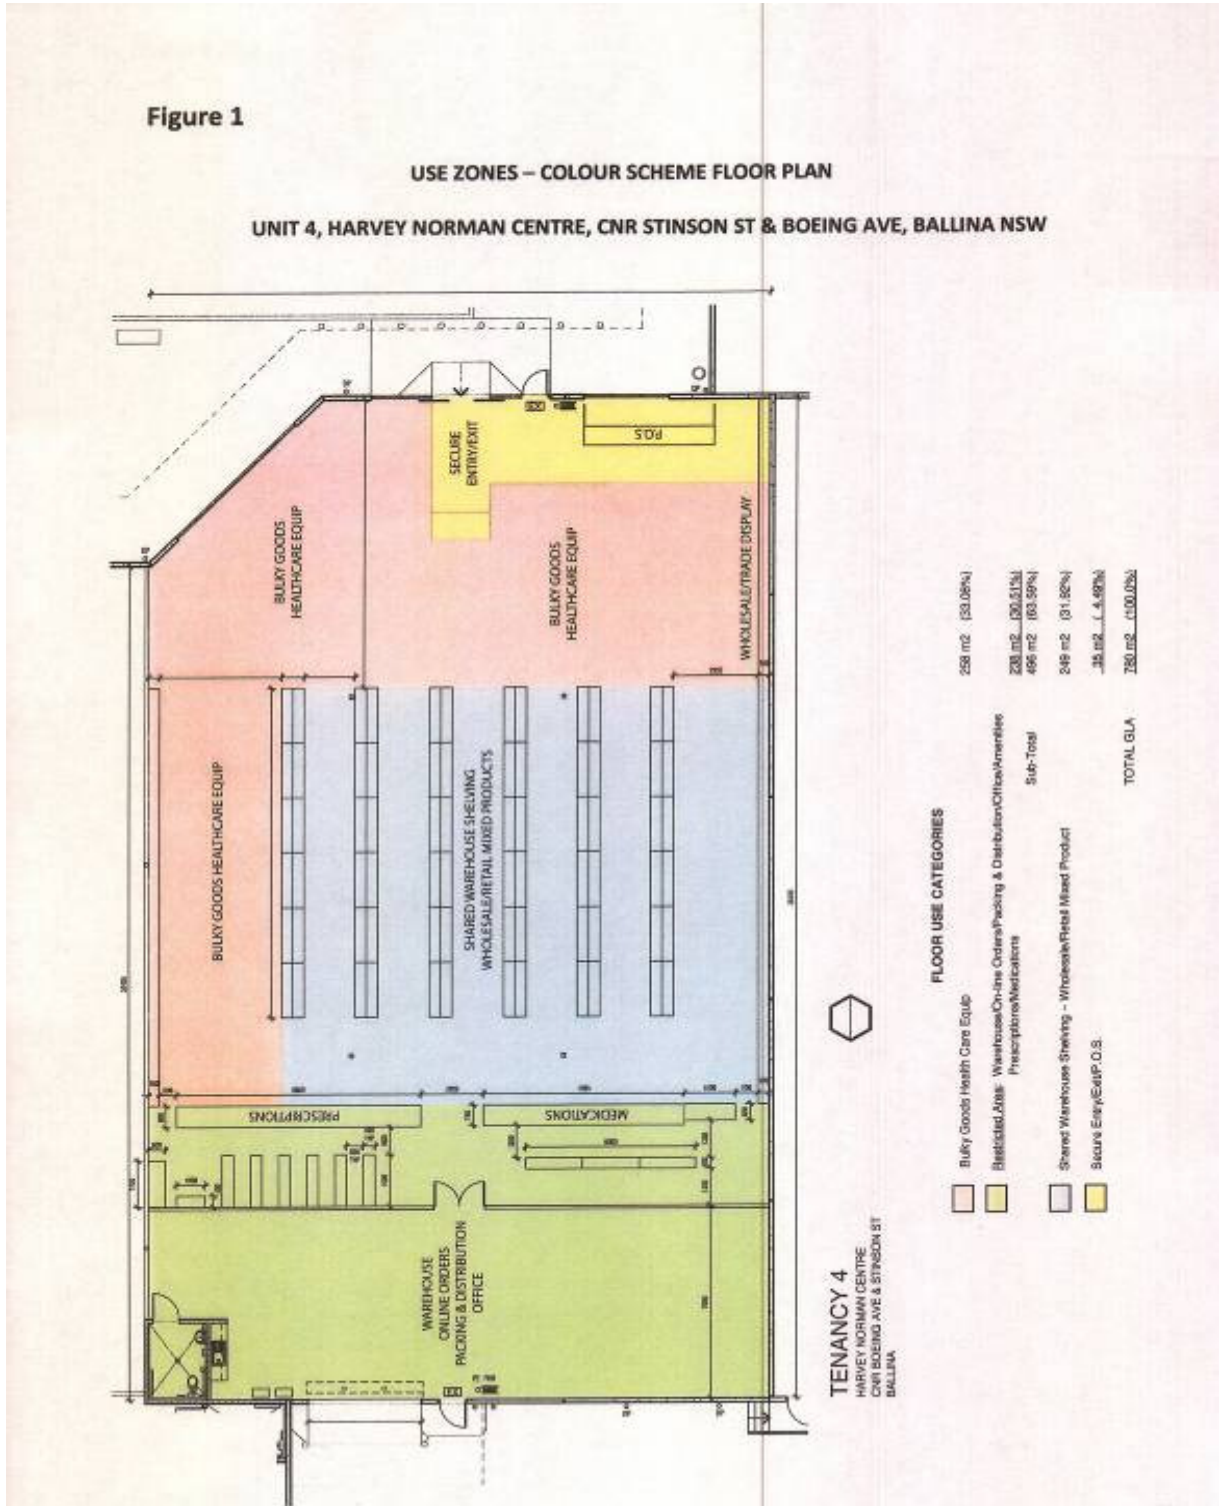 Figure 1
USE ZONES – COLOUR SCHEME FLOOR PLAN
UNIT 4, HARVEY NORMAN CENTRE, CNR STINSON ST & BOEING AVE, BALLINA NSW
SECURE
ENTRY/EXIT
P.O.S
BULKY GOODS
HEALTHCARE EQUIP
BULKY GOODS
HEALTHCARE EQUIP
WHOLESALE/TRADE DISPLAY
BULKY GOODS HEALTHCARE EQUIP
SHARED WAREHOUSE SHELVING
WHOLESALE/RETAIL MIXED PRODUCTS
PRESCRIPTIONS
MEDICATIONS
WAREHOUSE
ONLINE ORDERS
PACKING & DISTRIBUTION
OFFICE
TENANCY 4
HARVEY NORMAN CENTRE
CNR BOEING AVE & STINSON ST
BALLINA
FLOOR USE CATEGORIES
Bulky Goods Health Care Equip 258 m2 (33.08%)
Restricted Area: Warehouse/On-line Orders/Packing & Distribution/Office/Amenities
Prescriptions/Medications 238 m2 (30.51%)
Sub-Total 496 m2 (63.59%)
Shared Warehouse Shelving – Wholesale/Retail Mixed Product 249 m2 (31.92%)
Secure Entry/Exit/P.O.S. 35 m2 ( 4.49%)
TOTAL GLA 780 m2 (100.0%)